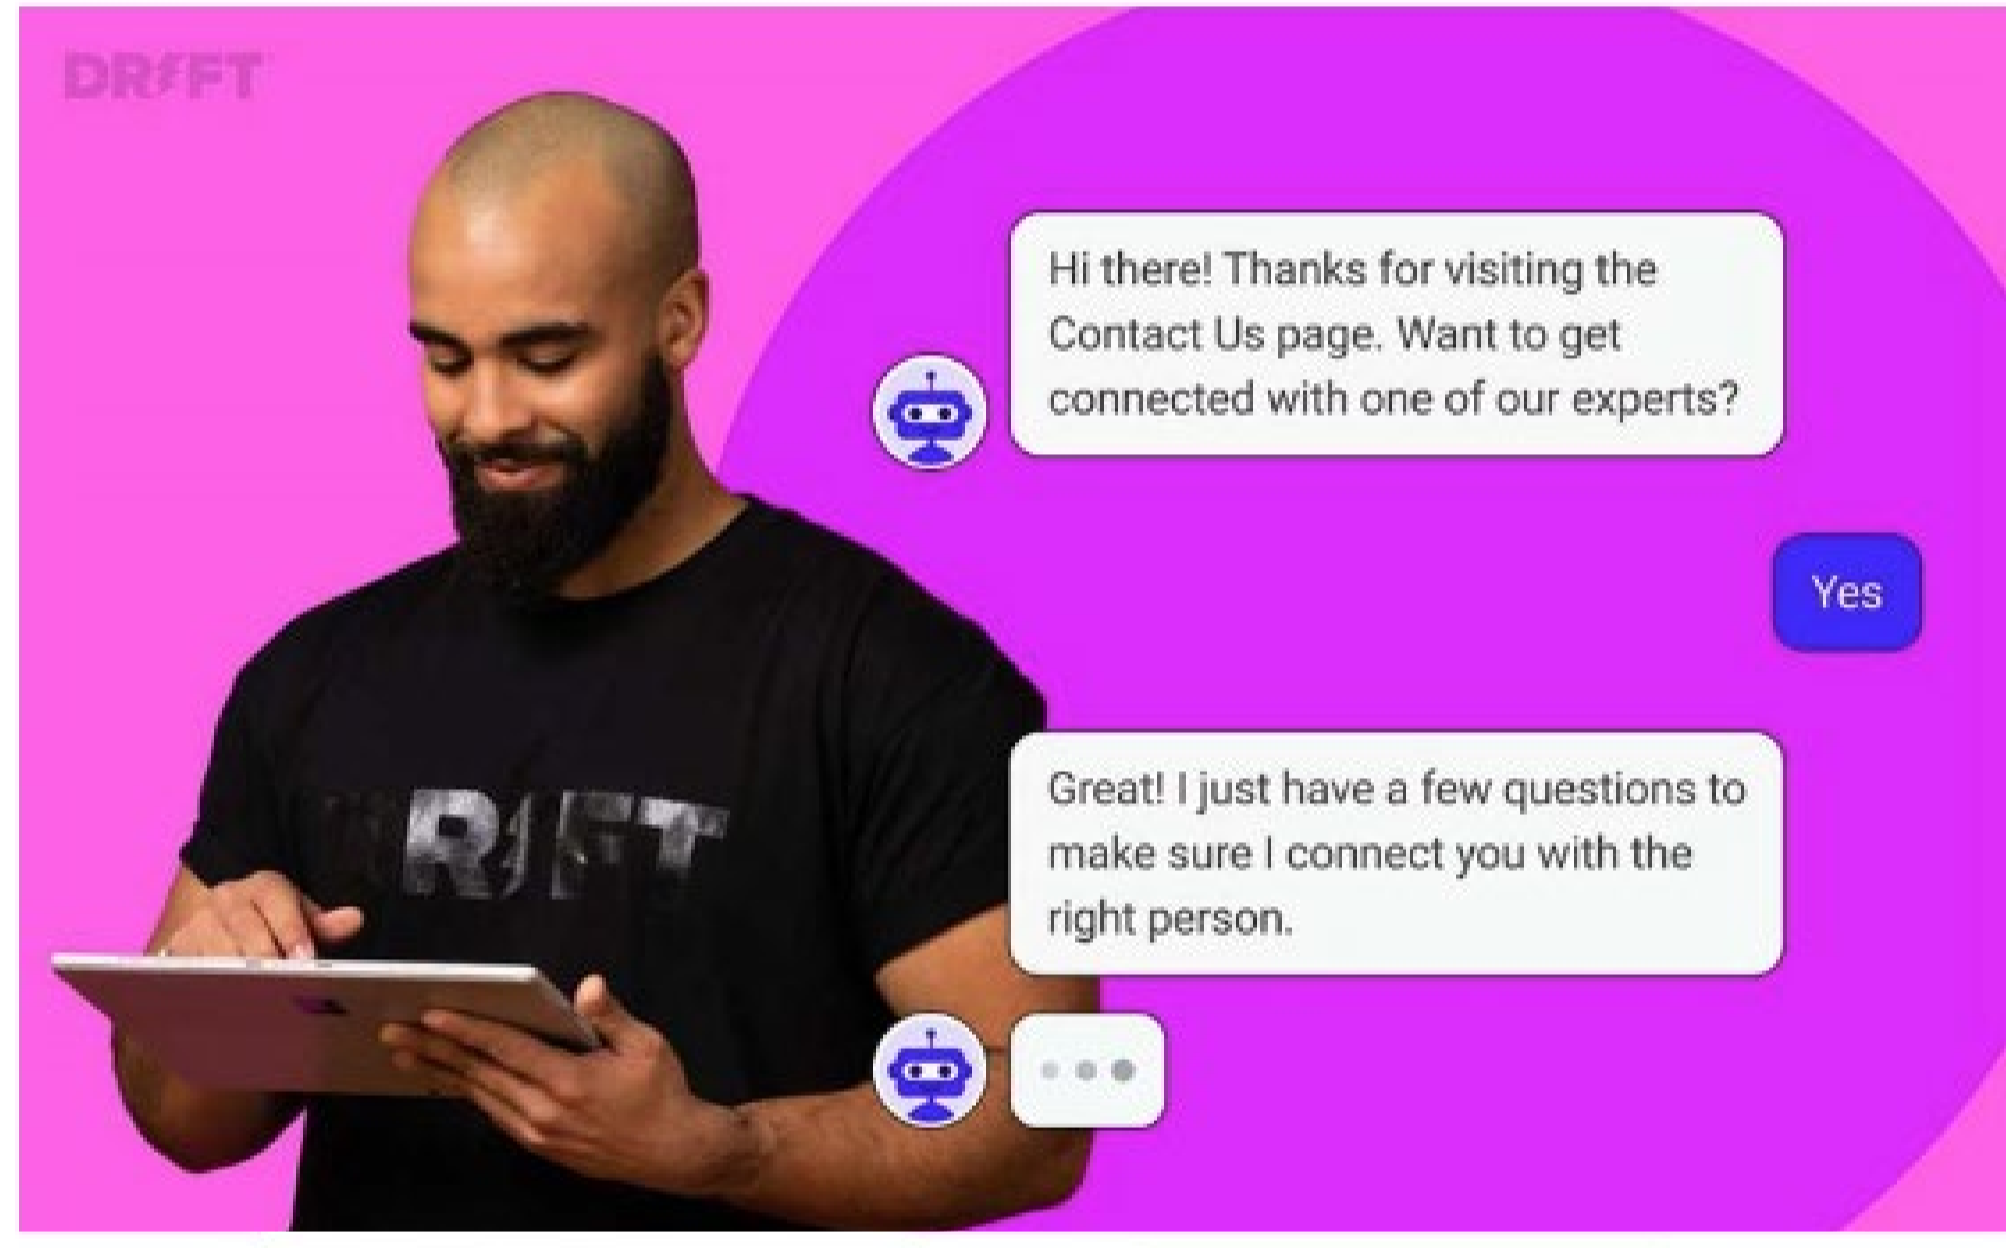 DRIFT
Hi there! Thanks for visiting the
Contact Us page. Want to get
connected with one of our experts?
Yes
Great! I just have a few questions to
make sure I connect you with the
right person.
DRIFT